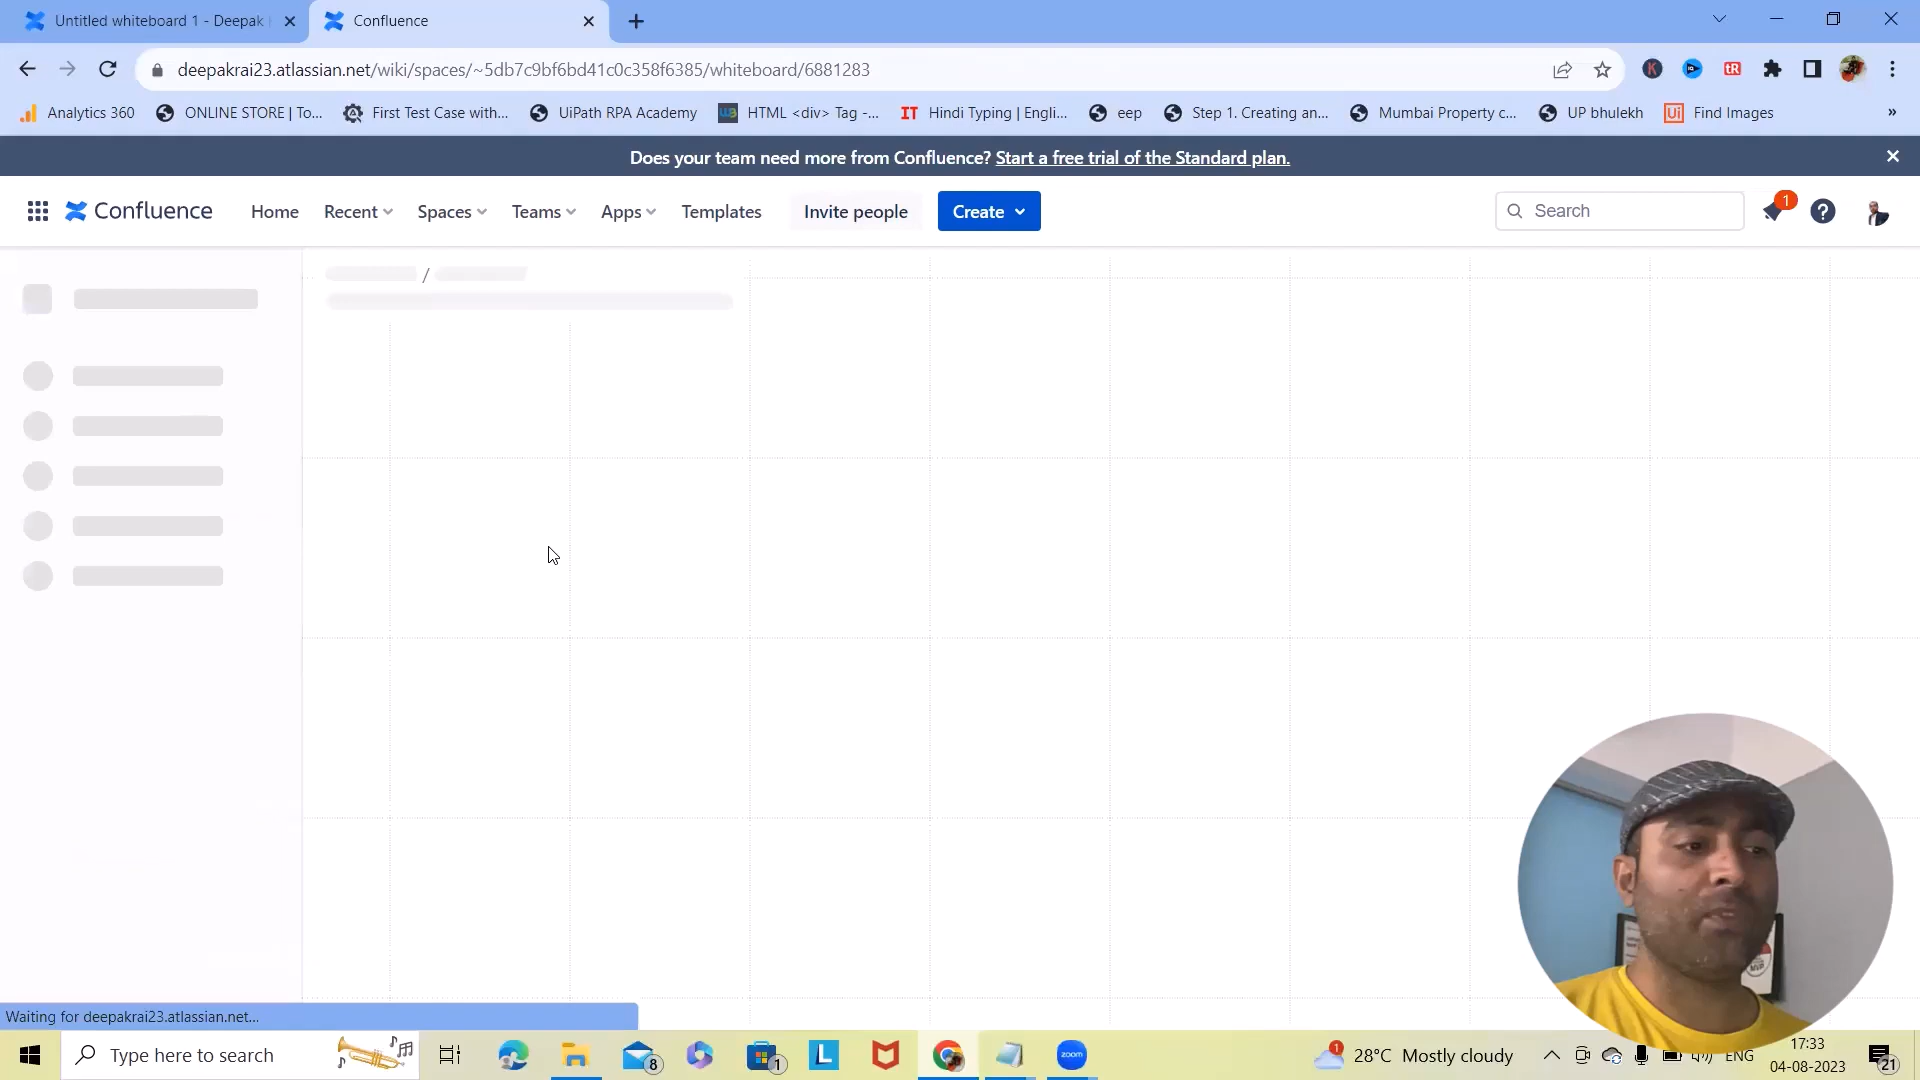 Untitled whiteboard 1 - Deepak
Confluence
deepakrai23.atlassian.net/wiki/spaces/~5db7c9bf6bd41c0c358f6385/whiteboard/6881283
Analytics 360
ONLINE STORE | To...
First Test Case with...
UiPath RPA Academy
HTML <div> Tag -...
Hindi Typing | Engli...
eep
Step 1. Creating an...
Mumbai Property c...
UP bhulekh
Find Images
»
Does your team need more from Confluence? Start a free trial of the Standard plan.
Confluence
Home
Recent
Spaces
Teams
Apps
Templates
Invite people
Create
Search
1
/
Waiting for deepakrai23.atlassian.net...
Type here to search
8
1
zoom
1
28°C Mostly cloudy
ENG
17:33
04-08-2023
21